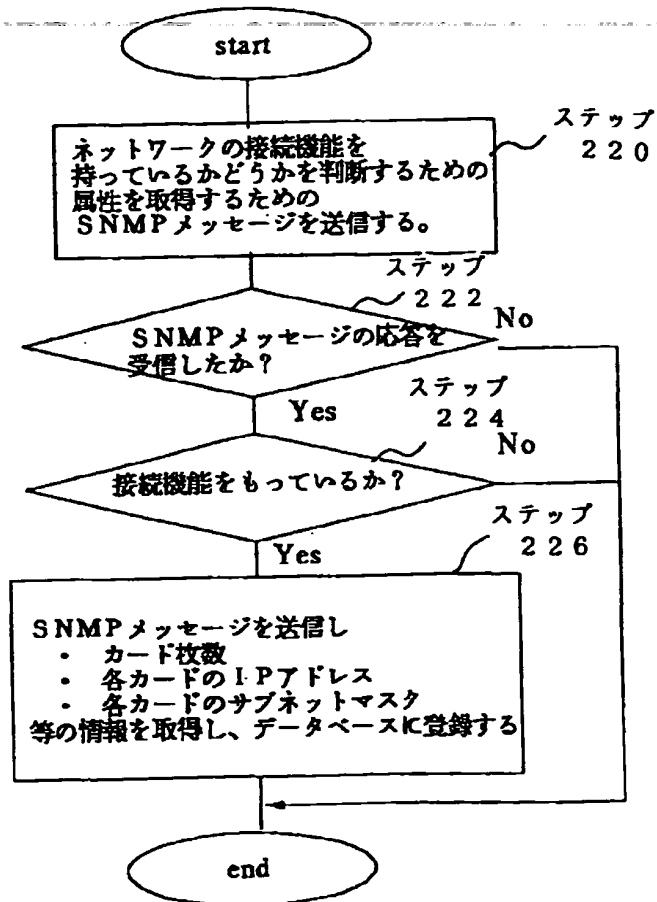 start
ステップ
２２０
ネットワークの接続機能を
持っているかどうかを判断するための
属性を取得するための
ＳＮＭＰメッセージを送信する。
ステップ
２２２
No
ＳＮＭＰメッセージの応答を
受信したか？
Yes
ステップ
２２４
No
接続機能をもっているか？
Yes
ステップ
２２６
ＳＮＭＰメッセージを送信し
・ カード枚数
・ 各カードのＩＰアドレス
・ 各カードのサブネットマスク
等の情報を取得し、データベースに登録する
end